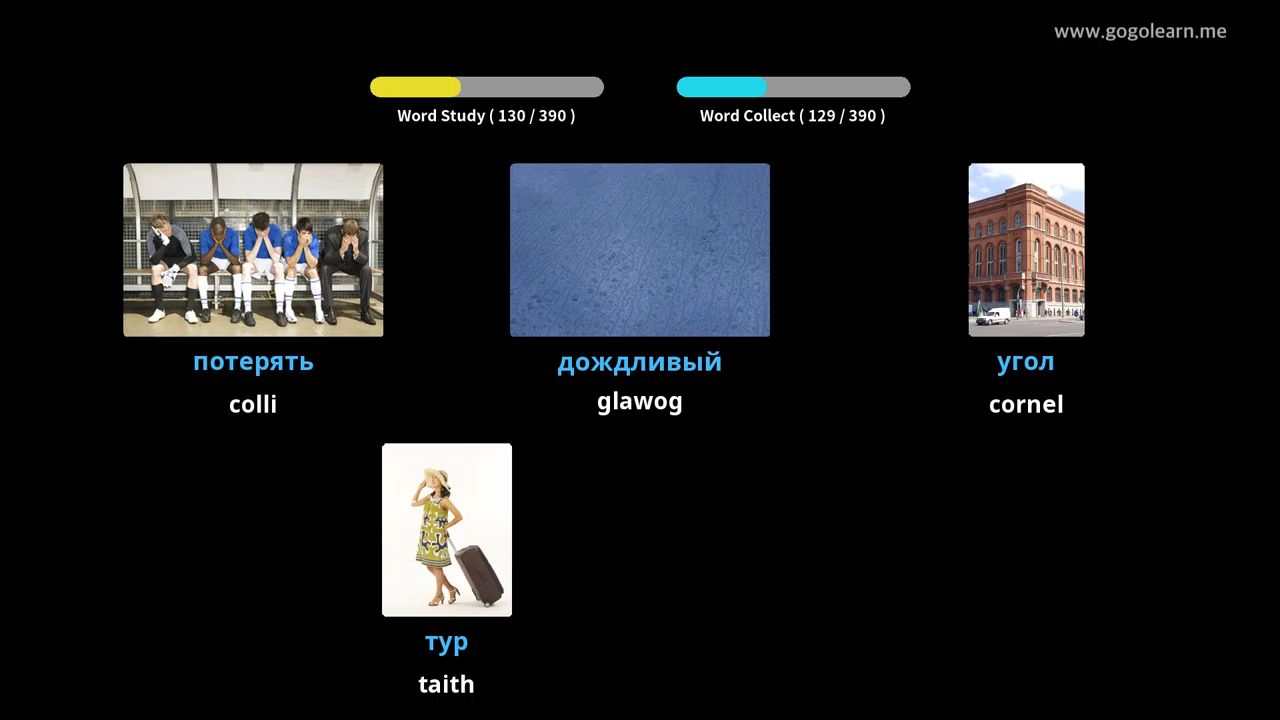 www.gogolearn.me
Word Study ( 130 / 390 )
Word Collect ( 129 / 390 )
потерять
дождливый
угол
colli
glawog
cornel
тур
taith